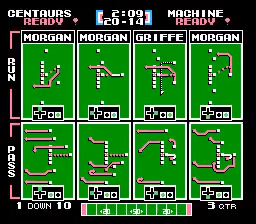 CENTAURS 2:09 MACHINE
READY 20-14 READY
MORGAN MORGAN GRIFFE MORGAN
RUN
PASS
1 DOWN 10 3 QTR
+20 +50 +20